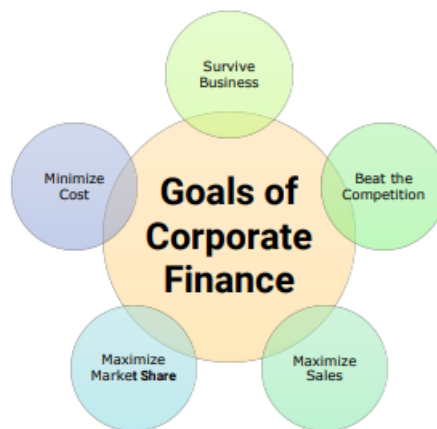 Survive
Business
Minimize
Cost
Goals of
Corporate
Finance
Beat the
Competition
Maximize
Market Share
Maximize
Sales